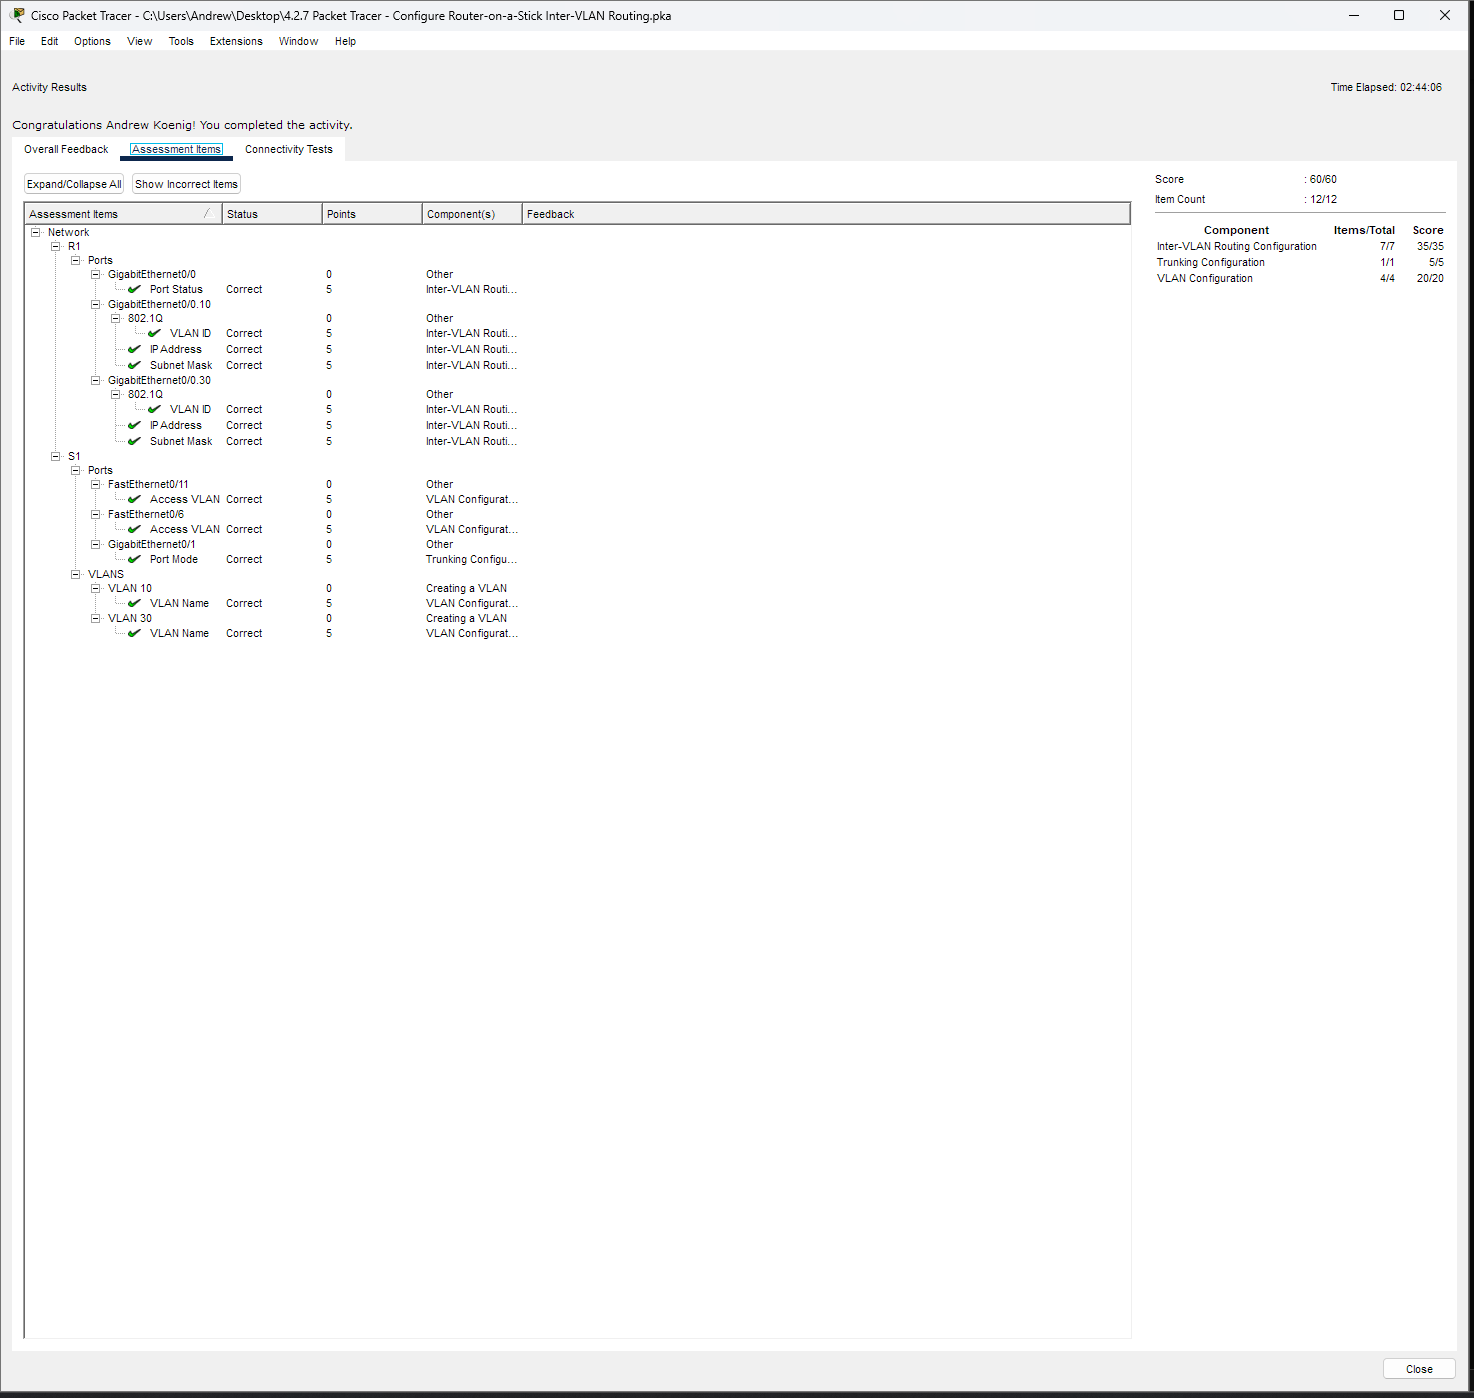 Cisco Packet Tracer - C:\Users\Andrew\Desktop\4.2.7 Packet Tracer - Configure Router-on-a-Stick Inter-VLAN Routing.pka
File Edit Options View Tools Extensions Window Help
Activity Results Time Elapsed: 02:44:06
Congratulations Andrew Koenig! You completed the activity.
Overall Feedback Assessment Items Connectivity Tests
Expand/Collapse All Show Incorrect Items
Assessment Items Status Points Component(s) Feedback
Network
R1
Ports
GigabitEthernet0/0 0 Other
Port Status Correct 5 Inter-VLAN Routi...
GigabitEthernet0/0.10
802.1Q 0 Other
VLAN ID Correct 5 Inter-VLAN Routi...
IP Address Correct 5 Inter-VLAN Routi...
Subnet Mask Correct 5 Inter-VLAN Routi...
GigabitEthernet0/0.30
802.1Q 0 Other
VLAN ID Correct 5 Inter-VLAN Routi...
IP Address Correct 5 Inter-VLAN Routi...
Subnet Mask Correct 5 Inter-VLAN Routi...
S1
Ports
FastEthernet0/11 0 Other
Access VLAN Correct 5 VLAN Configurat...
FastEthernet0/6 0 Other
Access VLAN Correct 5 VLAN Configurat...
GigabitEthernet0/1 0 Other
Port Mode Correct 5 Trunking Configu...
VLANS
VLAN 10 0 Creating a VLAN
VLAN Name Correct 5 VLAN Configurat...
VLAN 30 0 Creating a VLAN
VLAN Name Correct 5 VLAN Configurat...
Score : 60/60
Item Count : 12/12
Component Items/Total Score
Inter-VLAN Routing Configuration 7/7 35/35
Trunking Configuration 1/1 5/5
VLAN Configuration 4/4 20/20
Close